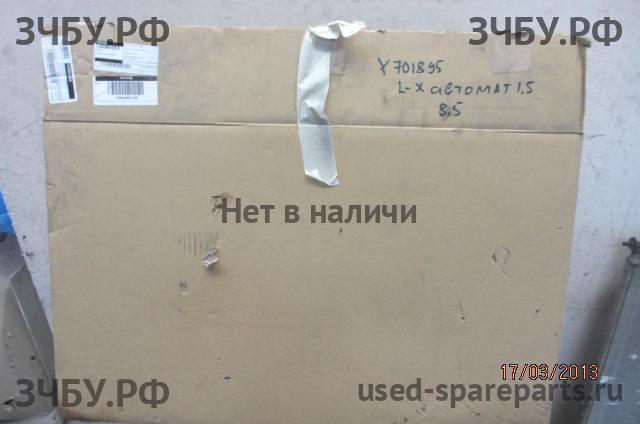 ЗЧБУ.РФ ЗЧБУ.РФ
Y701895
L-X автомат 1,5
8,5
Нет в наличи
17/03/2013
ЗЧБУ.РФ used-spareparts.ru